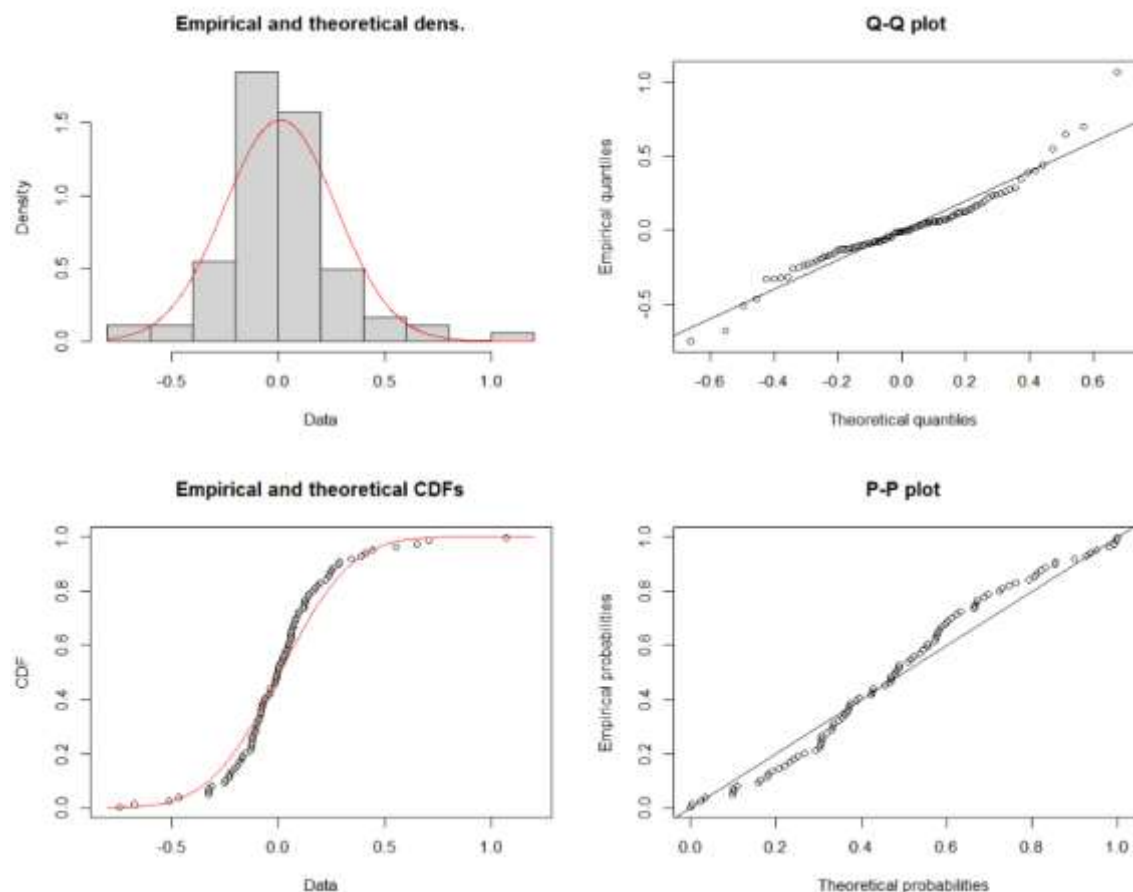 Empirical and theoretical dens.
Density
0.0 0.5 1.0 1.5
-0.5 0.0 0.5 1.0
Data
Q-Q plot
Empirical quantiles
-0.5 0.0 0.5 1.0
-0.6 -0.4 -0.2 0.0 0.2 0.4 0.6
Theoretical quantiles
Empirical and theoretical CDFs
CDF
0.0 0.2 0.4 0.6 0.8 1.0
-0.5 0.0 0.5 1.0
Data
P-P plot
Empirical probabilities
0.0 0.2 0.4 0.6 0.8 1.0
0.0 0.2 0.4 0.6 0.8 1.0
Theoretical probabilities